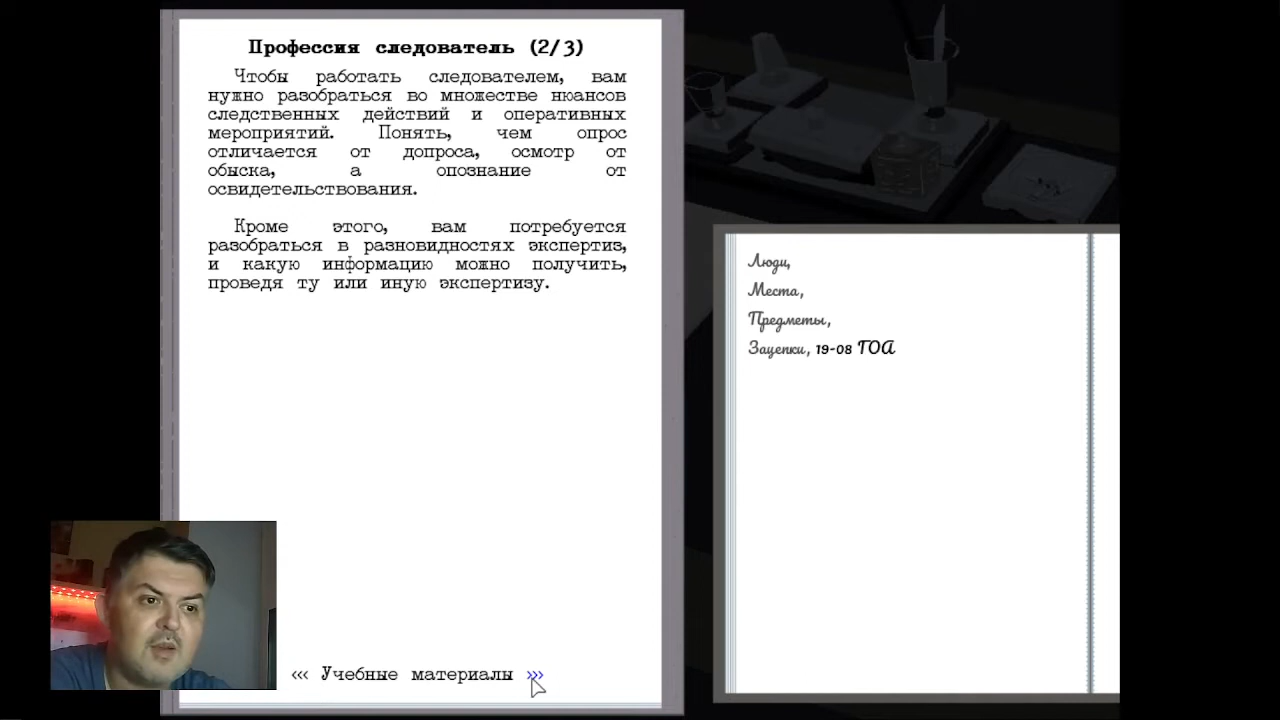 Профессия следователь (2/3)
Чтобы работать следователем, вам
нужно разобраться во множестве нюансов
следственных действий и оперативных
мероприятий. Понять, чем опрос
отличается от допроса, осмотр от
обыска, а опознание от
освидетельствования.
Кроме этого, вам потребуется
разобраться в разновидностях экспертиз,
и какую информацию можно получить,
проведя ту или иную экспертизу.
‹‹‹ Учебные материалы ›››
Люди,
Места,
Предметы,
Зацепки, 19-08 ТОА